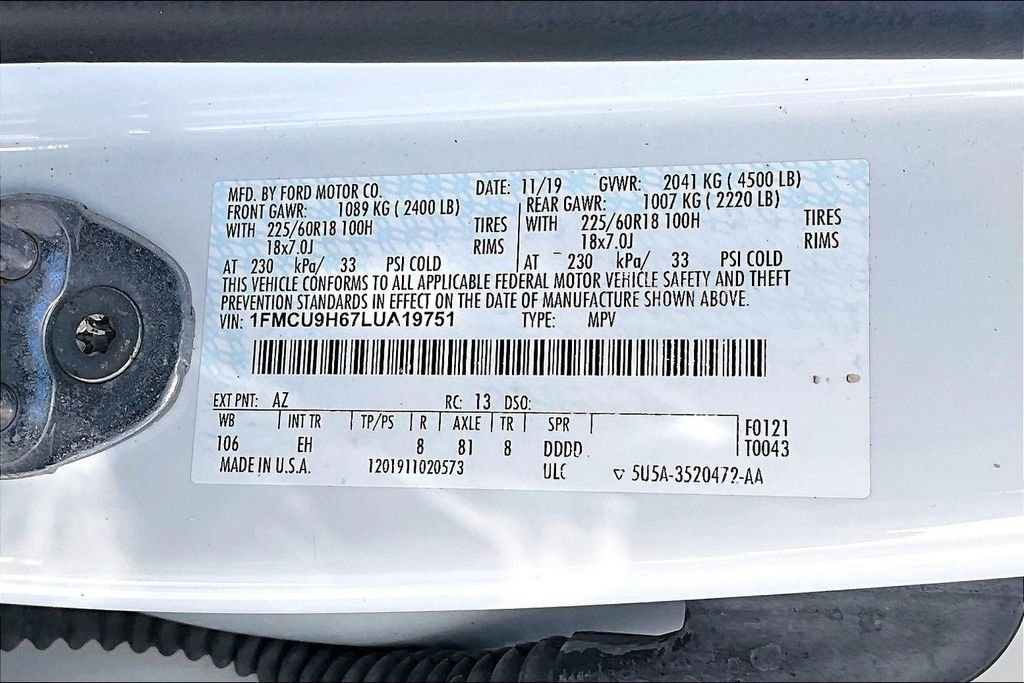 MFD. BY FORD MOTOR CO. DATE: 11/19 GVWR: 2041 KG ( 4500 LB)
FRONT GAWR: 1089 KG ( 2400 LB) REAR GAWR: 1007 KG ( 2220 LB)
WITH 225/60R18 100H TIRES WITH 225/60R18 100H TIRES
18x7.0J RIMS 18x7.0J RIMS
AT 230 kPa/ 33 PSI COLD AT 230 kPa/ 33 PSI COLD
THIS VEHICLE CONFORMS TO ALL APPLICABLE FEDERAL MOTOR VEHICLE SAFETY AND THEFT
PREVENTION STANDARDS IN EFFECT ON THE DATE OF MANUFACTURE SHOWN ABOVE.
VIN: 1FMCU9H67LUA19751 TYPE: MPV
EXT PNT: AZ RC: 13 DSO:
WB INT TR TP/PS R AXLE TR SPR F0121
106 EH 8 81 8 DDDD T0043
MADE IN U.S.A. 1201911020573 ULC 5U5A-3520472-AA